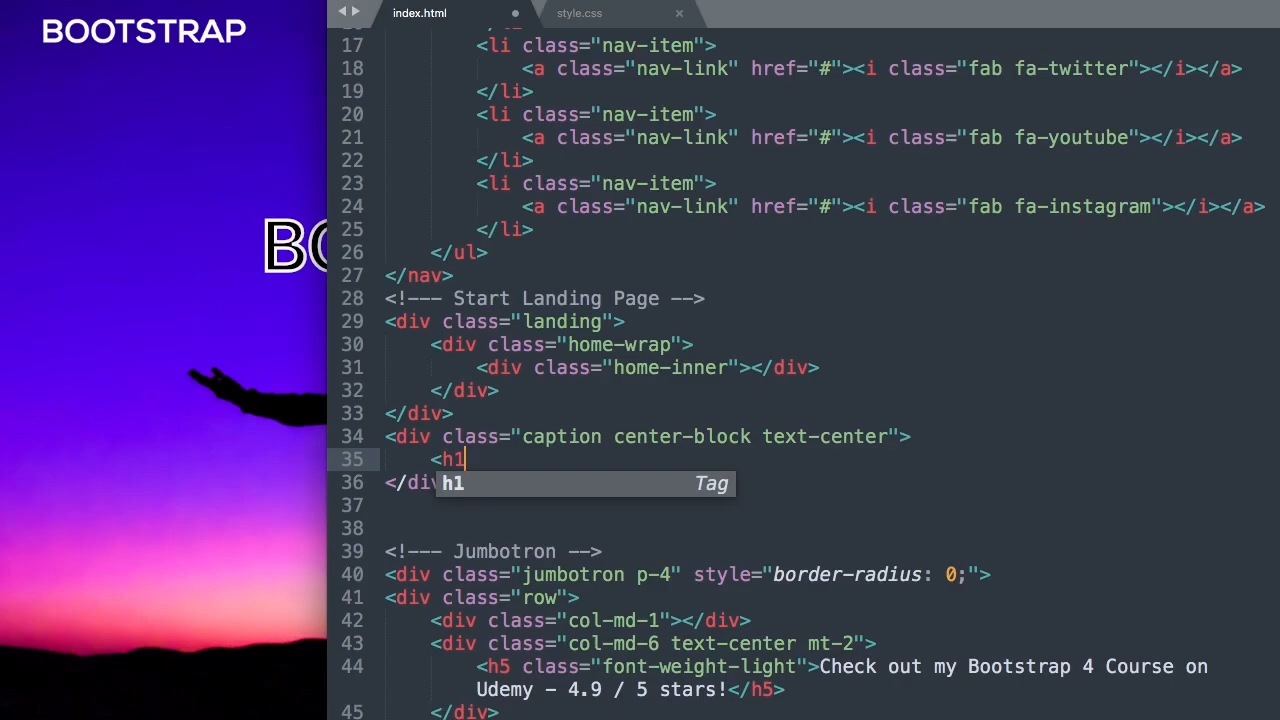 BOOTSTRAP
BO
index.html
style.css
17 <li class="nav-item">
18 <a class="nav-link" href="#"><i class="fab fa-twitter"></i></a>
19 </li>
20 <li class="nav-item">
21 <a class="nav-link" href="#"><i class="fab fa-youtube"></i></a>
22 </li>
23 <li class="nav-item">
24 <a class="nav-link" href="#"><i class="fab fa-instagram"></i></a>
25 </li>
26 </ul>
27 </nav>
28 <!--- Start Landing Page -->
29 <div class="landing">
30 <div class="home-wrap">
31 <div class="home-inner"></div>
32 </div>
33 </div>
34 <div class="caption center-block text-center">
35 <h1
h1 Tag
36 </div
37
38
39 <!--- Jumbotron -->
40 <div class="jumbotron p-4" style="border-radius: 0;">
41 <div class="row">
42 <div class="col-md-1"></div>
43 <div class="col-md-6 text-center mt-2">
44 <h5 class="font-weight-light">Check out my Bootstrap 4 Course on
Udemy - 4.9 / 5 stars!</h5>
45 </div>